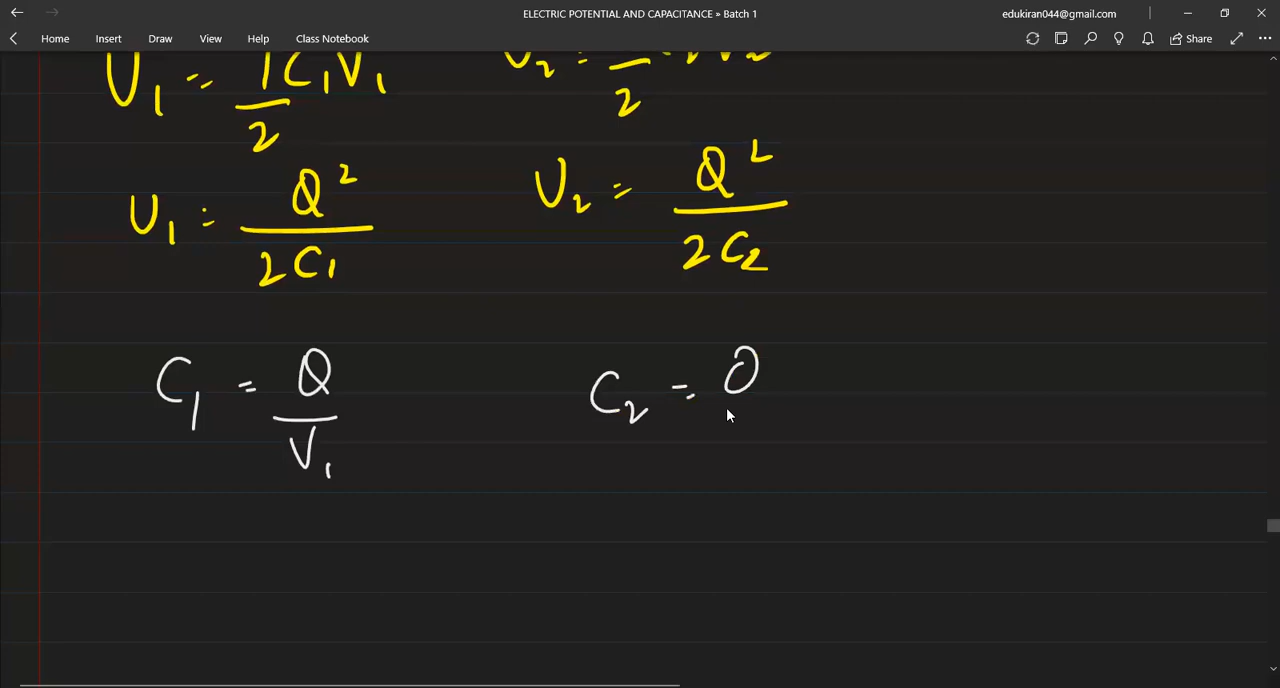 ELECTRIC POTENTIAL AND CAPACITANCE » Batch 1
edukiran044@gmail.com
Home Insert Draw View Help Class Notebook
Share
U₁ = 1/2 C₁V₁
U₁ = Q²/2C₁ U₂ = Q²/2C₂
C₁ = Q/V₁ C₂ = O